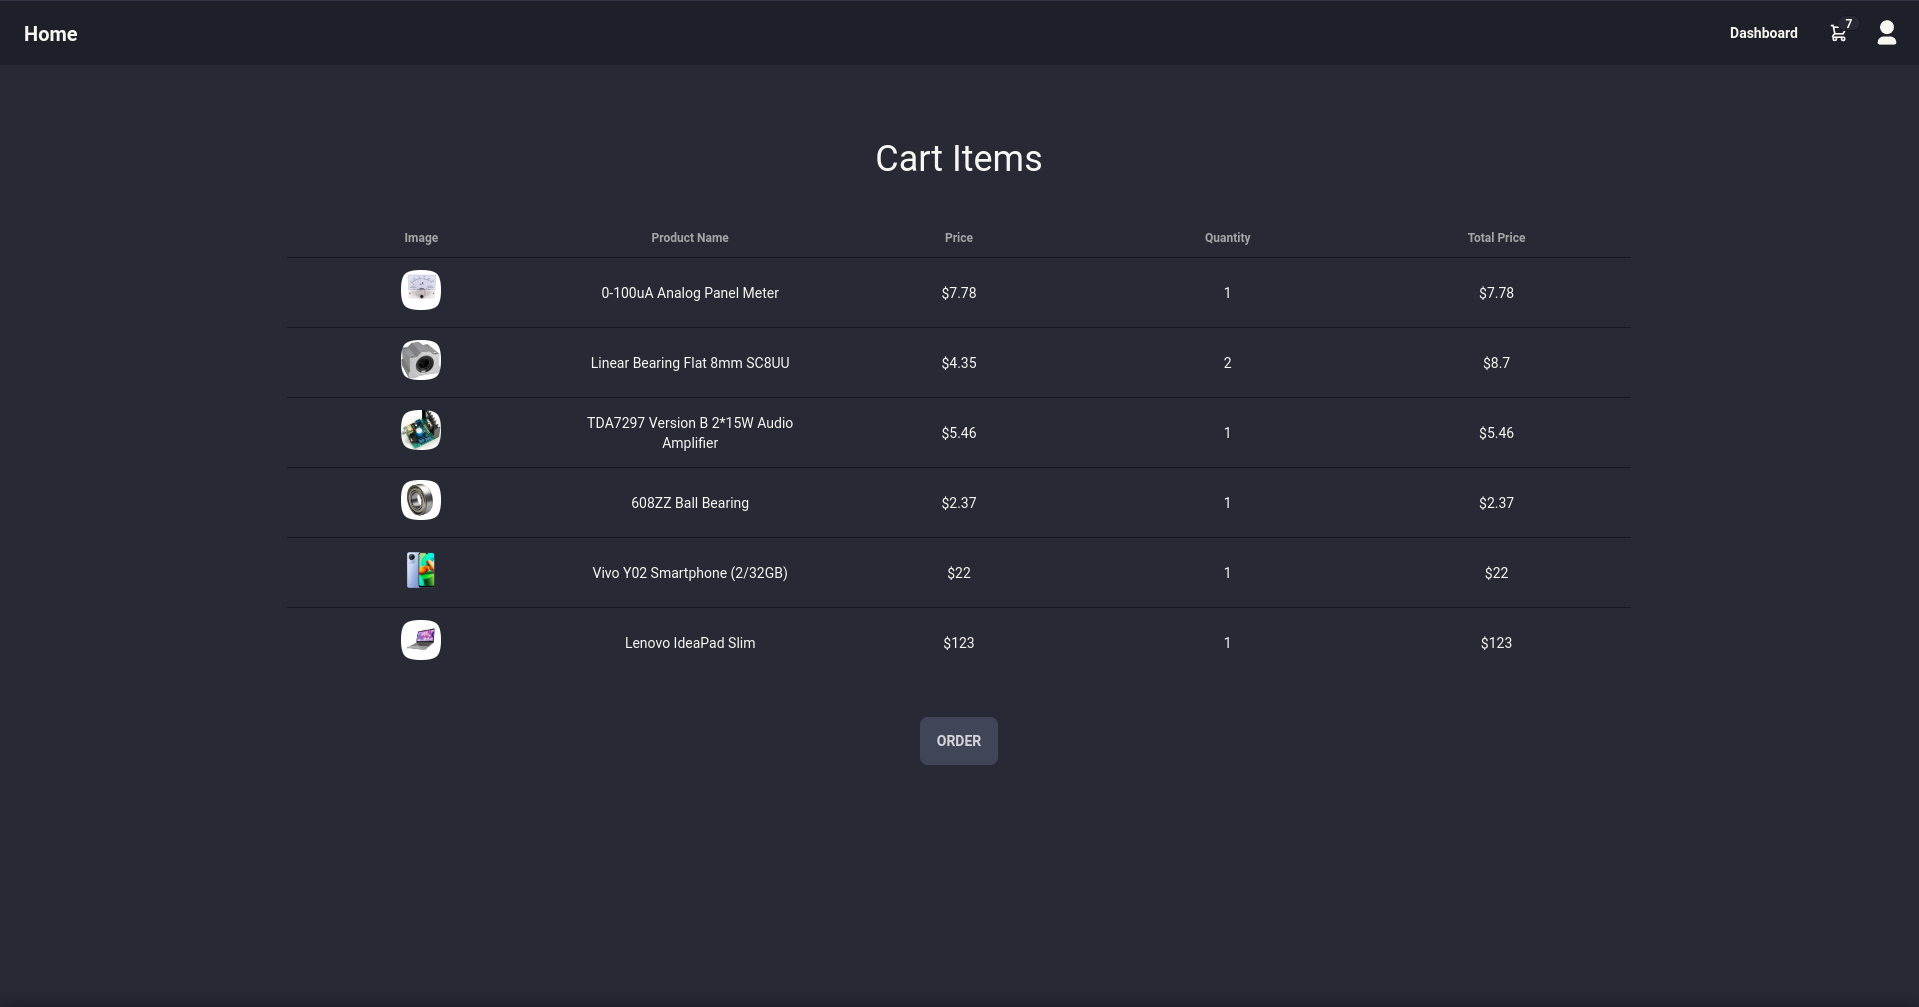 Home
Dashboard
7
Cart Items
Image Product Name Price Quantity Total Price
0-100uA Analog Panel Meter $7.78 1 $7.78
Linear Bearing Flat 8mm SC8UU $4.35 2 $8.7
TDA7297 Version B 2*15W Audio
Amplifier $5.46 1 $5.46
608ZZ Ball Bearing $2.37 1 $2.37
Vivo Y02 Smartphone (2/32GB) $22 1 $22
Lenovo IdeaPad Slim $123 1 $123
ORDER